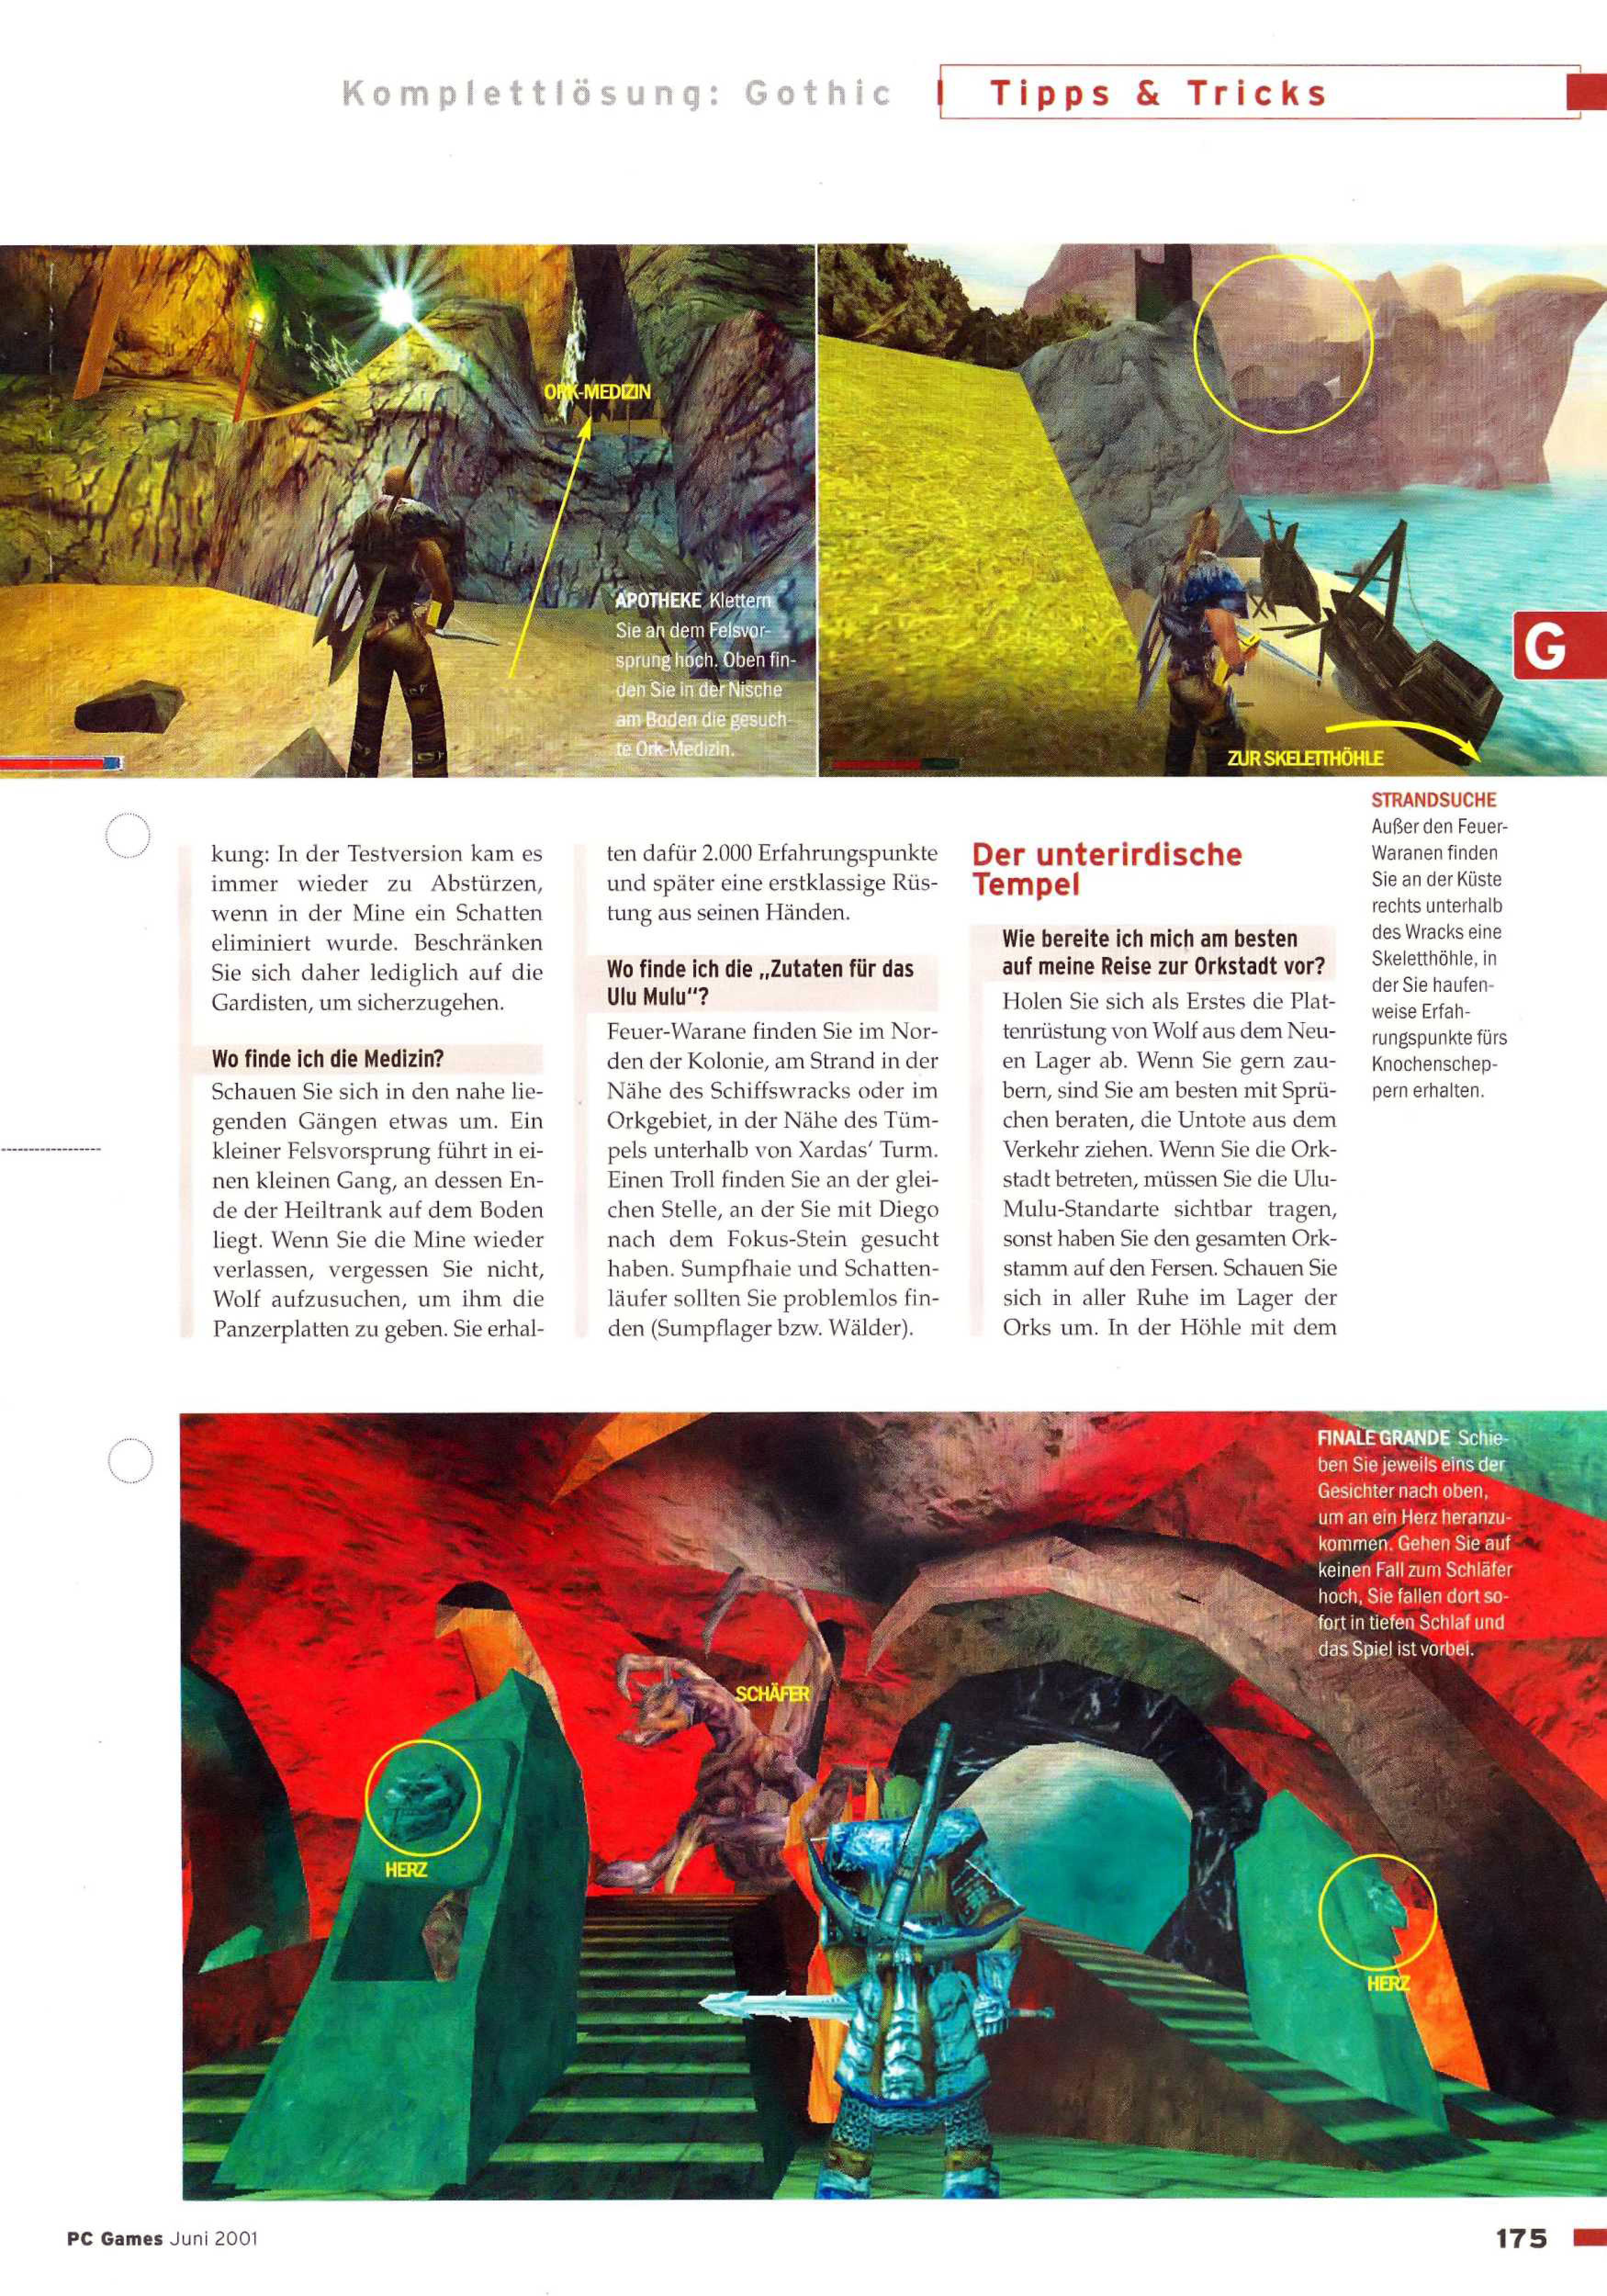 Komplettlösung: Gothic
Tipps & Tricks
ORK-MEDIZIN
APOTHEKE Klettern
Sie an dem Felsvor-
sprung hoch. Oben fin-
den Sie in der Nische
am Boden die gesuch-
te Ork-Medizin.
ZUR SKELETTHÖHLE
G
STRANDSUCHE
Außer den Feuer-
Waranen finden
Sie an der Küste
rechts unterhalb
des Wracks eine
Skeletthöhle, in
der Sie haufen-
weise Erfah-
rungspunkte fürs
Knochenschep-
pern erhalten.
kung: In der Testversion kam es
immer wieder zu Abstürzen,
wenn in der Mine ein Schatten
eliminiert wurde. Beschränken
Sie sich daher lediglich auf die
Gardisten, um sicherzugehen.
Wo finde ich die Medizin?
Schauen Sie sich in den nahe lie-
genden Gängen etwas um. Ein
kleiner Felsvorsprung führt in ei-
nen kleinen Gang, an dessen En-
de der Heiltrank auf dem Boden
liegt. Wenn Sie die Mine wieder
verlassen, vergessen Sie nicht,
Wolf aufzusuchen, um ihm die
Panzerplatten zu geben. Sie erhal-
ten dafür 2.000 Erfahrungspunkte
und später eine erstklassige Rüs-
tung aus seinen Händen.
Wo finde ich die „Zutaten für das
Ulu Mulu“?
Feuer-Warane finden Sie im Nor-
den der Kolonie, am Strand in der
Nähe des Schiffswracks oder im
Orkgebiet, in der Nähe des Tüm-
pels unterhalb von Xardas’ Turm.
Einen Troll finden Sie an der glei-
chen Stelle, an der Sie mit Diego
nach dem Fokus-Stein gesucht
haben. Sumpfhaie und Schatten-
läufer sollten Sie problemlos fin-
den (Sumpflager bzw. Wälder).
Der unterirdische
Tempel
Wie bereite ich mich am besten
auf meine Reise zur Orkstadt vor?
Holen Sie sich als Erstes die Plat-
tenrüstung von Wolf aus dem Neu-
en Lager ab. Wenn Sie gern zau-
bern, sind Sie am besten mit Sprü-
chen beraten, die Untote aus dem
Verkehr ziehen. Wenn Sie die Ork-
stadt betreten, müssen Sie die Ulu-
Mulu-Standarte sichtbar tragen,
sonst haben Sie den gesamten Ork-
stamm auf den Fersen. Schauen Sie
sich in aller Ruhe im Lager der
Orks um. In der Höhle mit dem
FINALE GRANDE Schie-
ben Sie jeweils eins der
Gesichter nach oben,
um an ein Herz heranzu-
kommen. Gehen Sie auf
keinen Fall zum Schläfer
hoch, Sie fallen dort so-
fort in tiefen Schlaf und
das Spiel ist vorbei.
SCHÄFER
HERZ
HERZ
PC Games Juni 2001
175